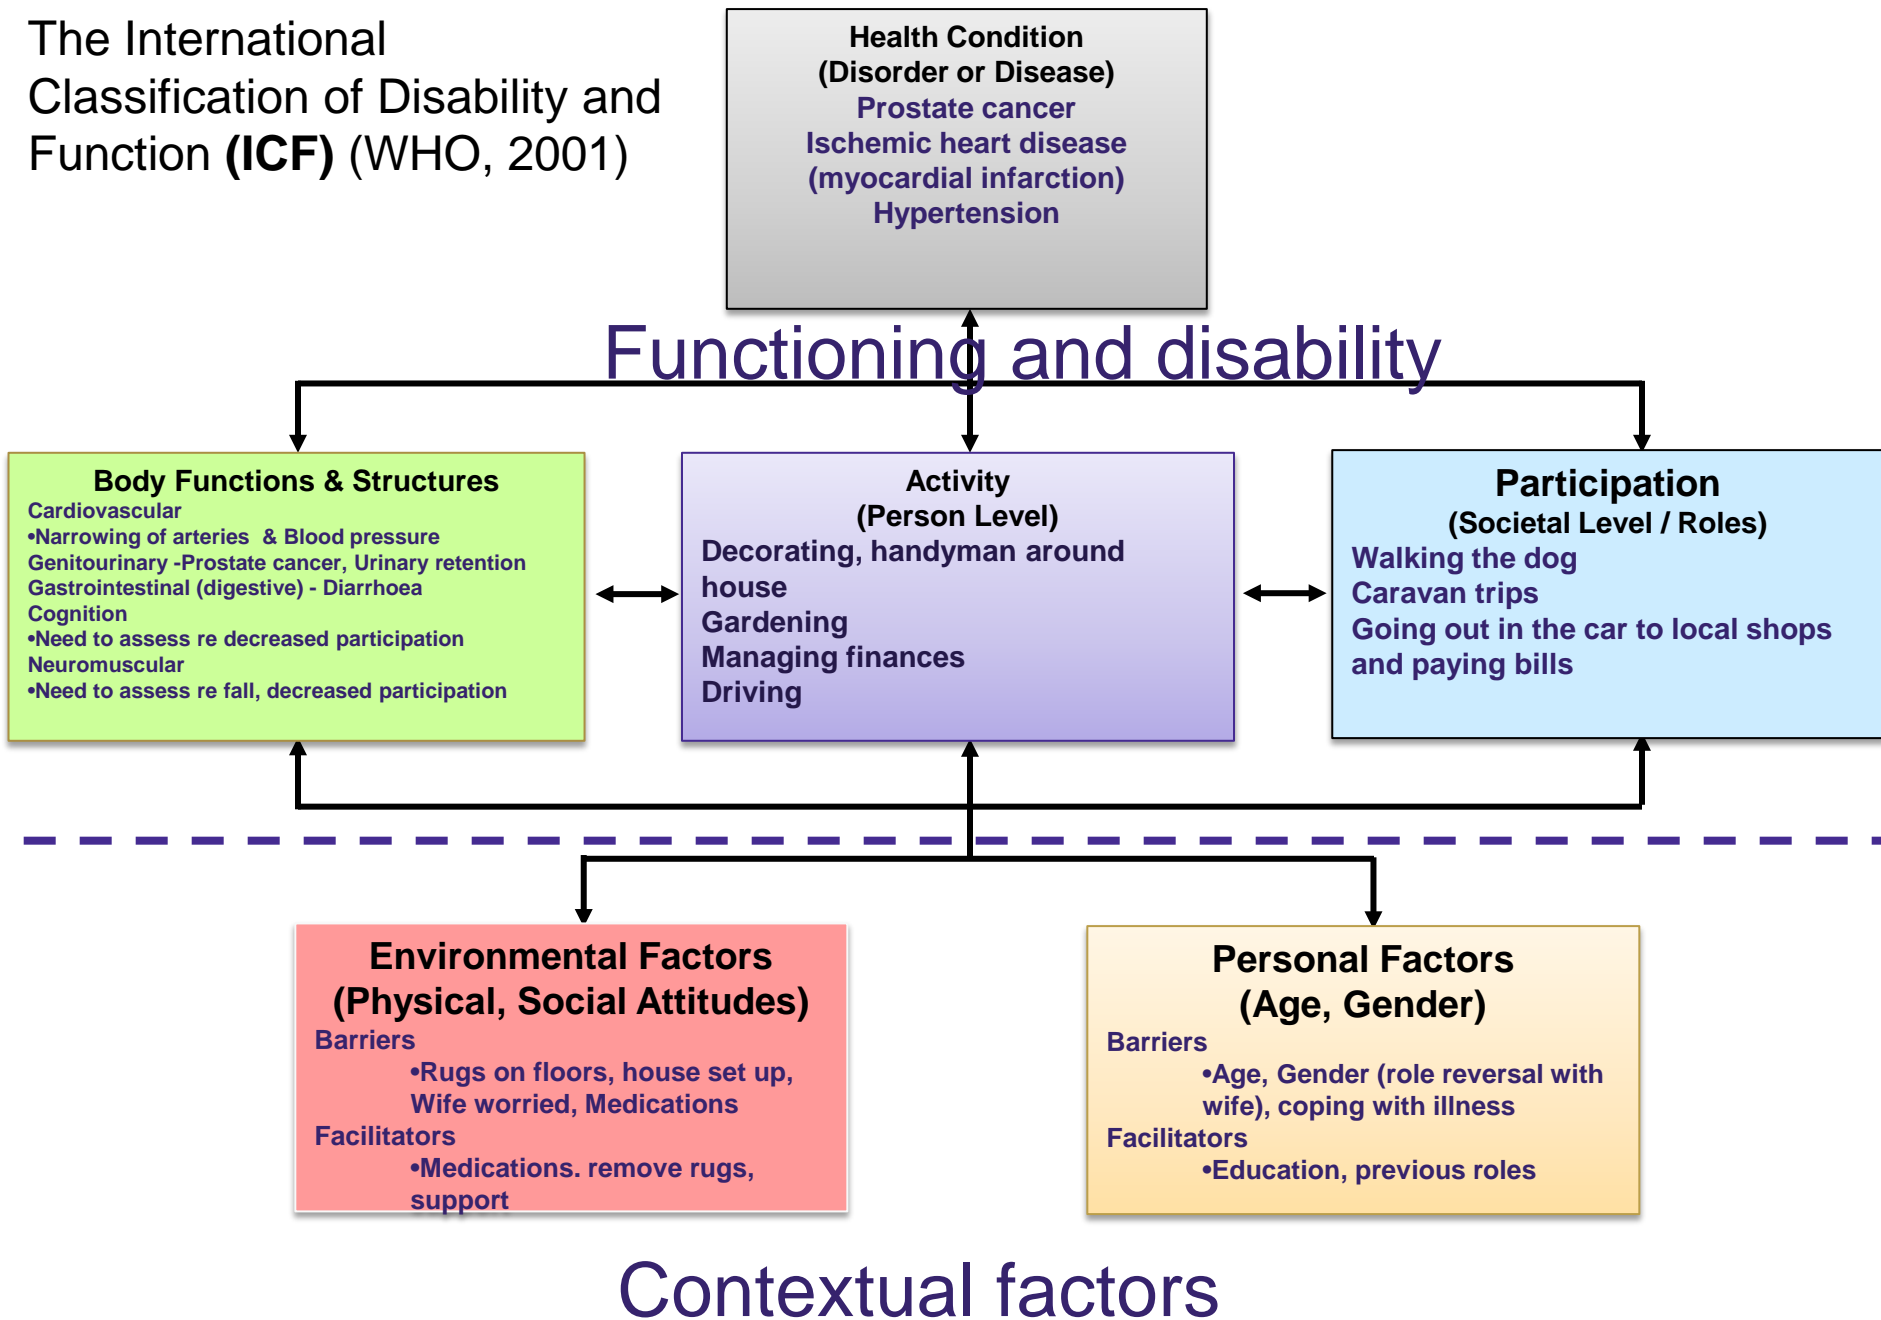 The International
Classification of Disability and
Function (ICF) (WHO, 2001)
Health Condition
(Disorder or Disease)
Prostate cancer
Ischemic heart disease
(myocardial infarction)
Hypertension
Functioning and disability
Body Functions & Structures
Cardiovascular
•Narrowing of arteries & Blood pressure
Genitourinary -Prostate cancer, Urinary retention
Gastrointestinal (digestive) - Diarrhoea
Cognition
•Need to assess re decreased participation
Neuromuscular
•Need to assess re fall, decreased participation
Activity
(Person Level)
Decorating, handyman around
house
Gardening
Managing finances
Driving
Participation
(Societal Level / Roles)
Walking the dog
Caravan trips
Going out in the car to local shops
and paying bills
Environmental Factors
(Physical, Social Attitudes)
Barriers
•Rugs on floors, house set up,
Wife worried, Medications
Facilitators
•Medications. remove rugs,
support
Personal Factors
(Age, Gender)
Barriers
•Age, Gender (role reversal with
wife), coping with illness
Facilitators
•Education, previous roles
Contextual factors